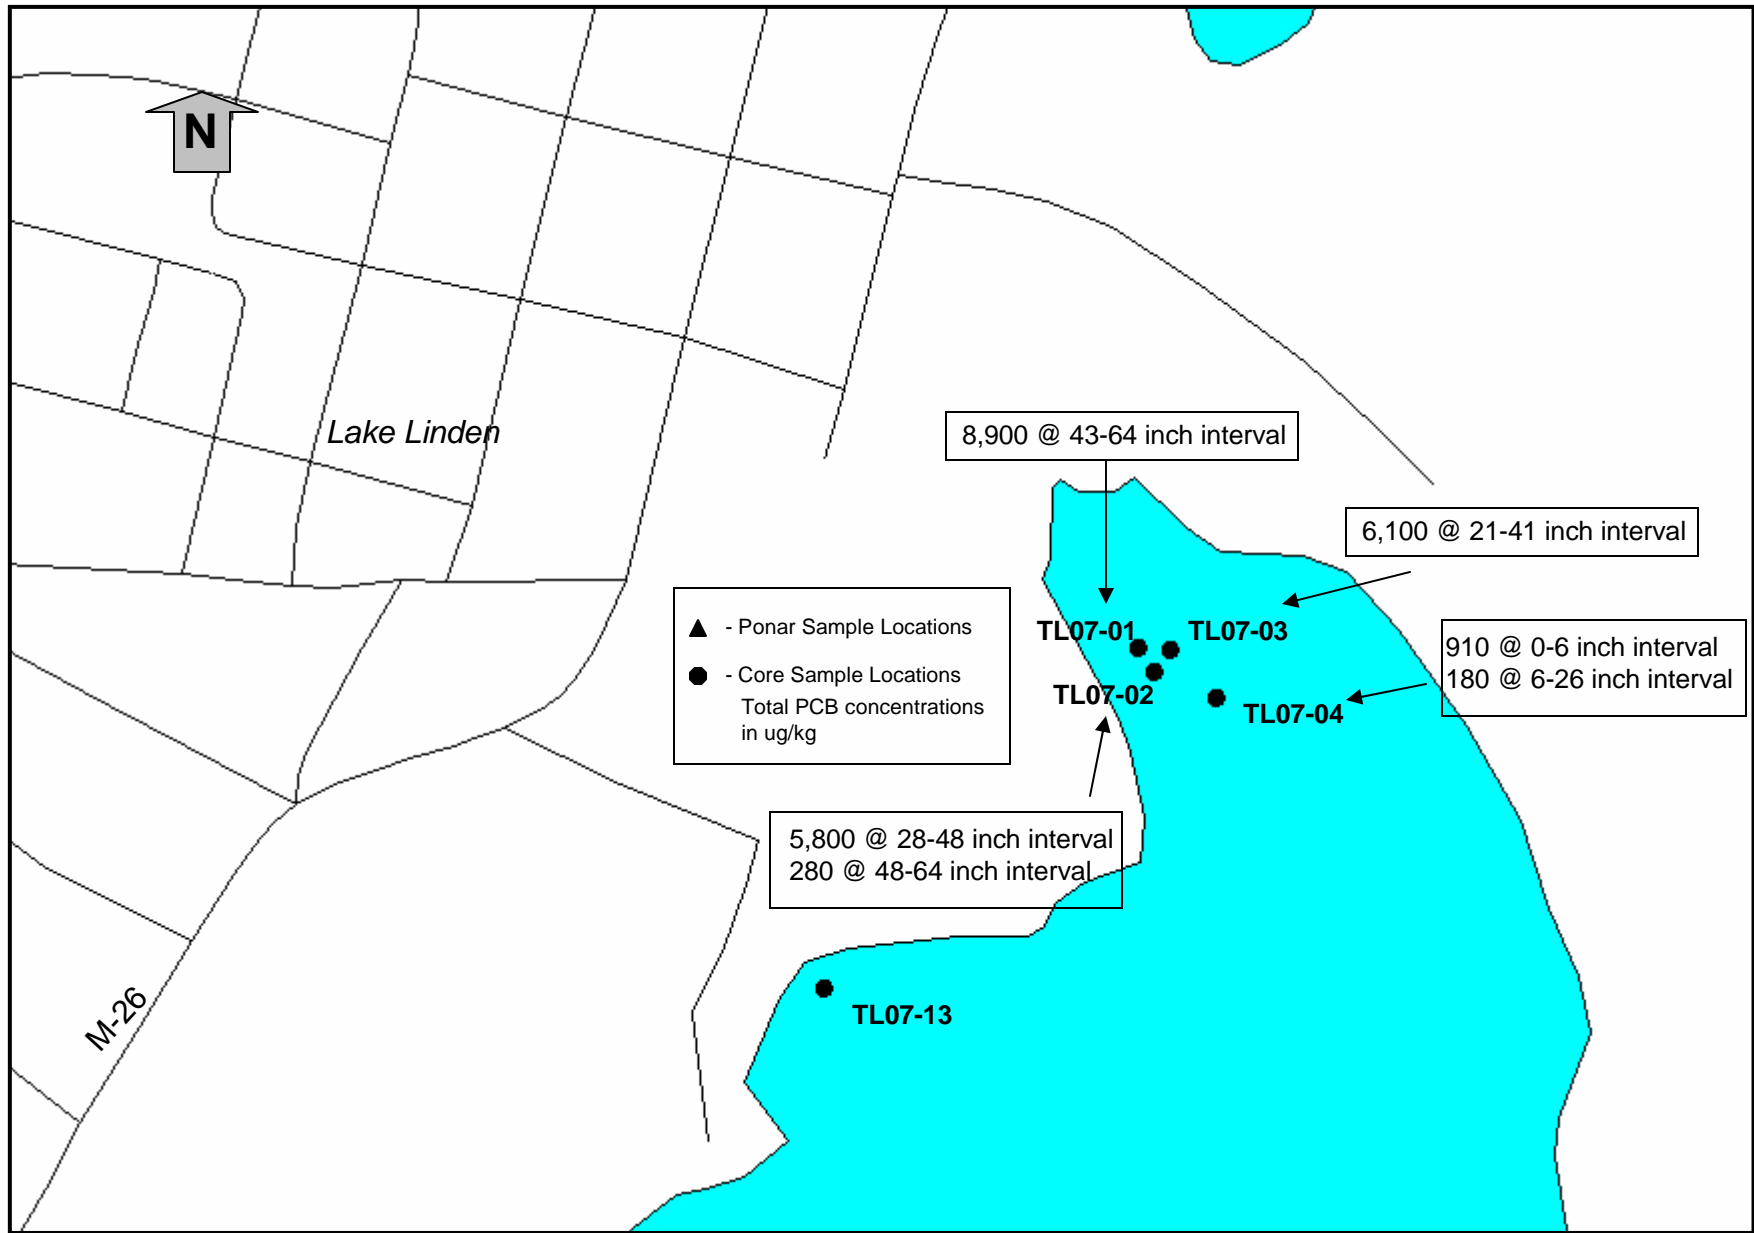 N
Lake Linden
8,900 @ 43-64 inch interval
6,100 @ 21-41 inch interval
▲ - Ponar Sample Locations
● - Core Sample Locations
Total PCB concentrations
in ug/kg
TL07-01
TL07-03
910 @ 0-6 inch interval
180 @ 6-26 inch interval
TL07-02
TL07-04
5,800 @ 28-48 inch interval
280 @ 48-64 inch interval
M-26
TL07-13